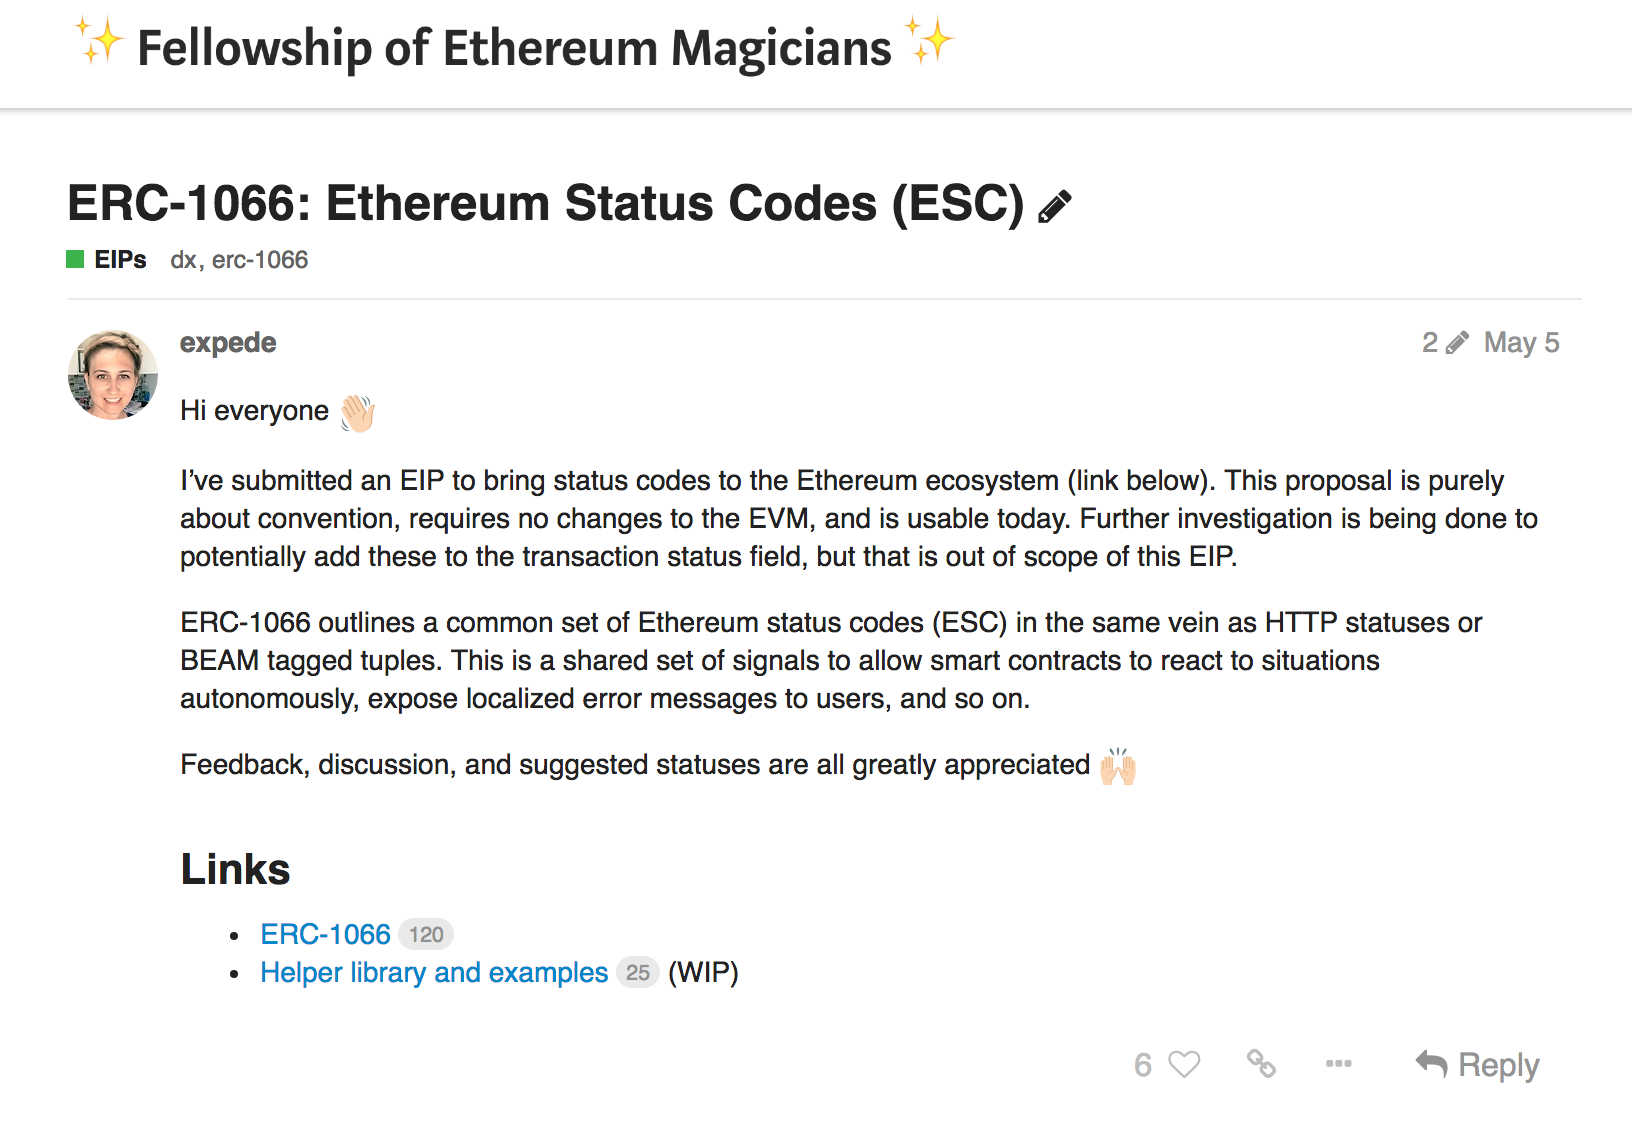 ✨ Fellowship of Ethereum Magicians ✨
ERC-1066: Ethereum Status Codes (ESC)
EIPs dx, erc-1066
expede 2 May 5
Hi everyone 👋🏻
I’ve submitted an EIP to bring status codes to the Ethereum ecosystem (link below). This proposal is purely
about convention, requires no changes to the EVM, and is usable today. Further investigation is being done to
potentially add these to the transaction status field, but that is out of scope of this EIP.
ERC-1066 outlines a common set of Ethereum status codes (ESC) in the same vein as HTTP statuses or
BEAM tagged tuples. This is a shared set of signals to allow smart contracts to react to situations
autonomously, expose localized error messages to users, and so on.
Feedback, discussion, and suggested statuses are all greatly appreciated 🙌🏻
Links
• ERC-1066 120
• Helper library and examples 25 (WIP)
6 Reply